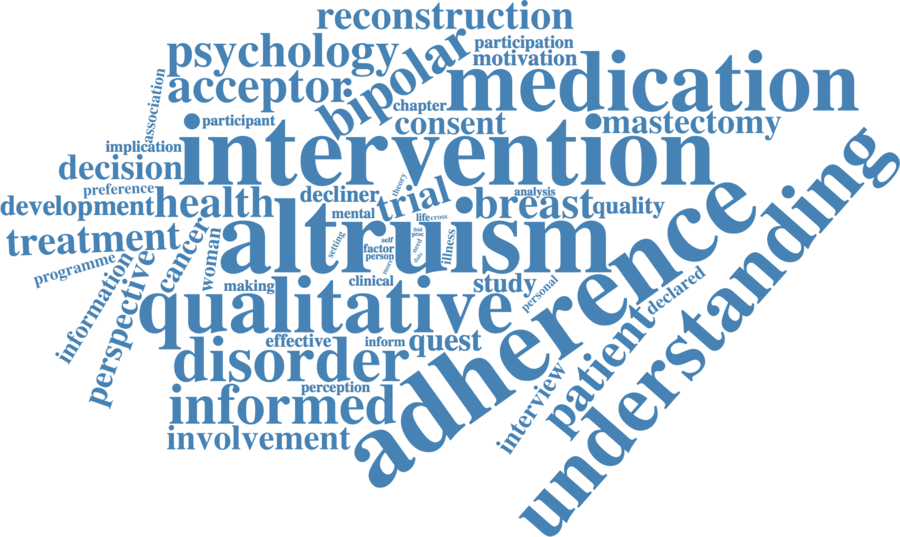 reconstruction
psychology
bipolar
participation
motivation
acceptor
medication
association
chapter
participant
consent
mastectomy
intervention
implication
decision
preference
decliner
theory
analysis
development
health
mental
trial
breast
quality
life
cross
treatment
altruism
understanding
adherence
programme
information
perspective
cancer
woman
setting
self
factor
person
more
need
illness
making
clinical
study
personal
declared
qualitative
effective
inform
quest
patient
disorder
perception
interview
informed
involvement